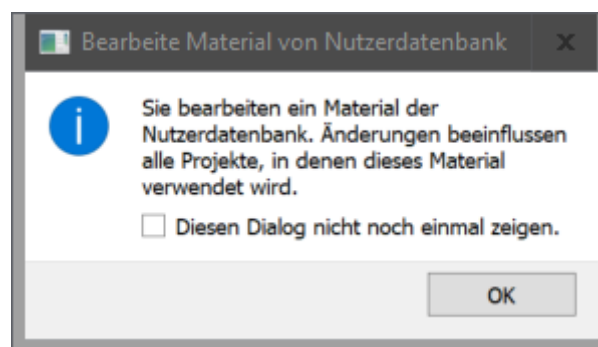 Bearbeite Material von Nutzerdatenbank
Sie bearbeiten ein Material der
Nutzerdatenbank. Änderungen beeinflussen
alle Projekte, in denen dieses Material
verwendet wird.
Diesen Dialog nicht noch einmal zeigen.
OK